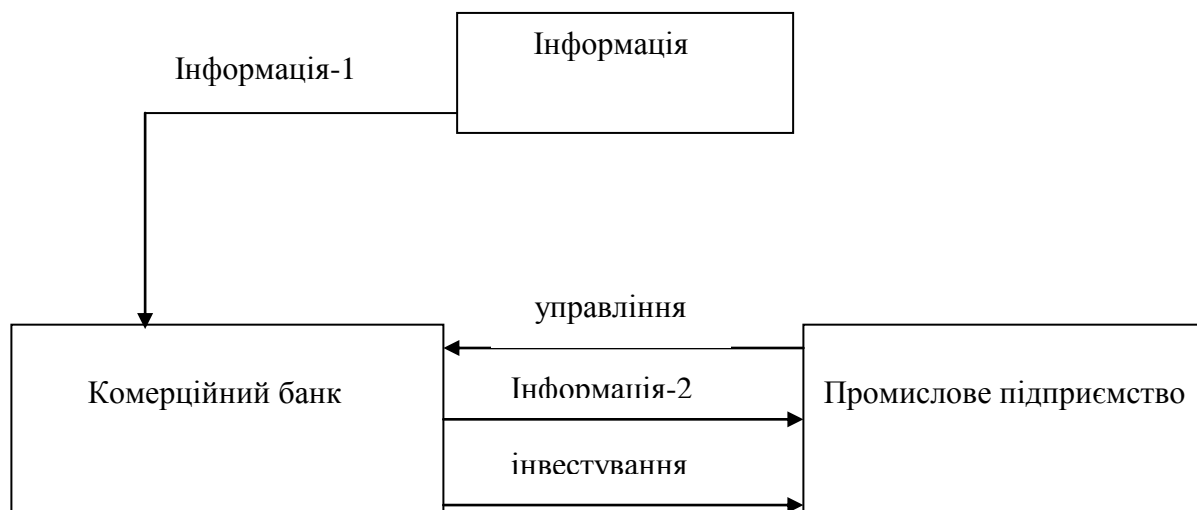 Інформація
Інформація-1
управління
Комерційний банк
Інформація-2
Промислове підприємство
інвестування